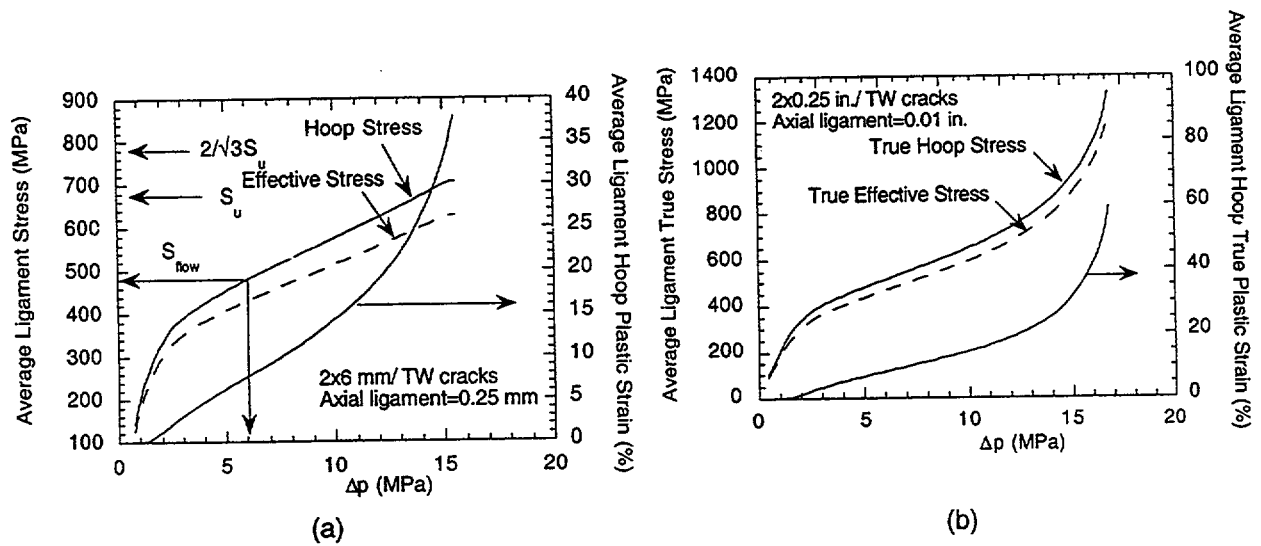 900
800
700
600
500
400
300
200
100
Average Ligament Stress (MPa)
2/√3S_u
S_u
S_flow
Hoop Stress
Effective Stress
2x6 mm/ TW cracks
Axial ligament=0.25 mm
40
35
30
25
20
15
10
5
0
Average Ligament Hoop Plastic Strain (%)
0 5 10 15 20
Δp (MPa)
(a)
1400
1200
1000
800
600
400
200
0
Average Ligament True Stress (MPa)
2x0.25 in./ TW cracks
Axial ligament=0.01 in.
True Hoop Stress
True Effective Stress
100
80
60
40
20
0
Average Ligament Hoop True Plastic Strain (%)
0 5 10 15 20
Δp (MPa)
(b)